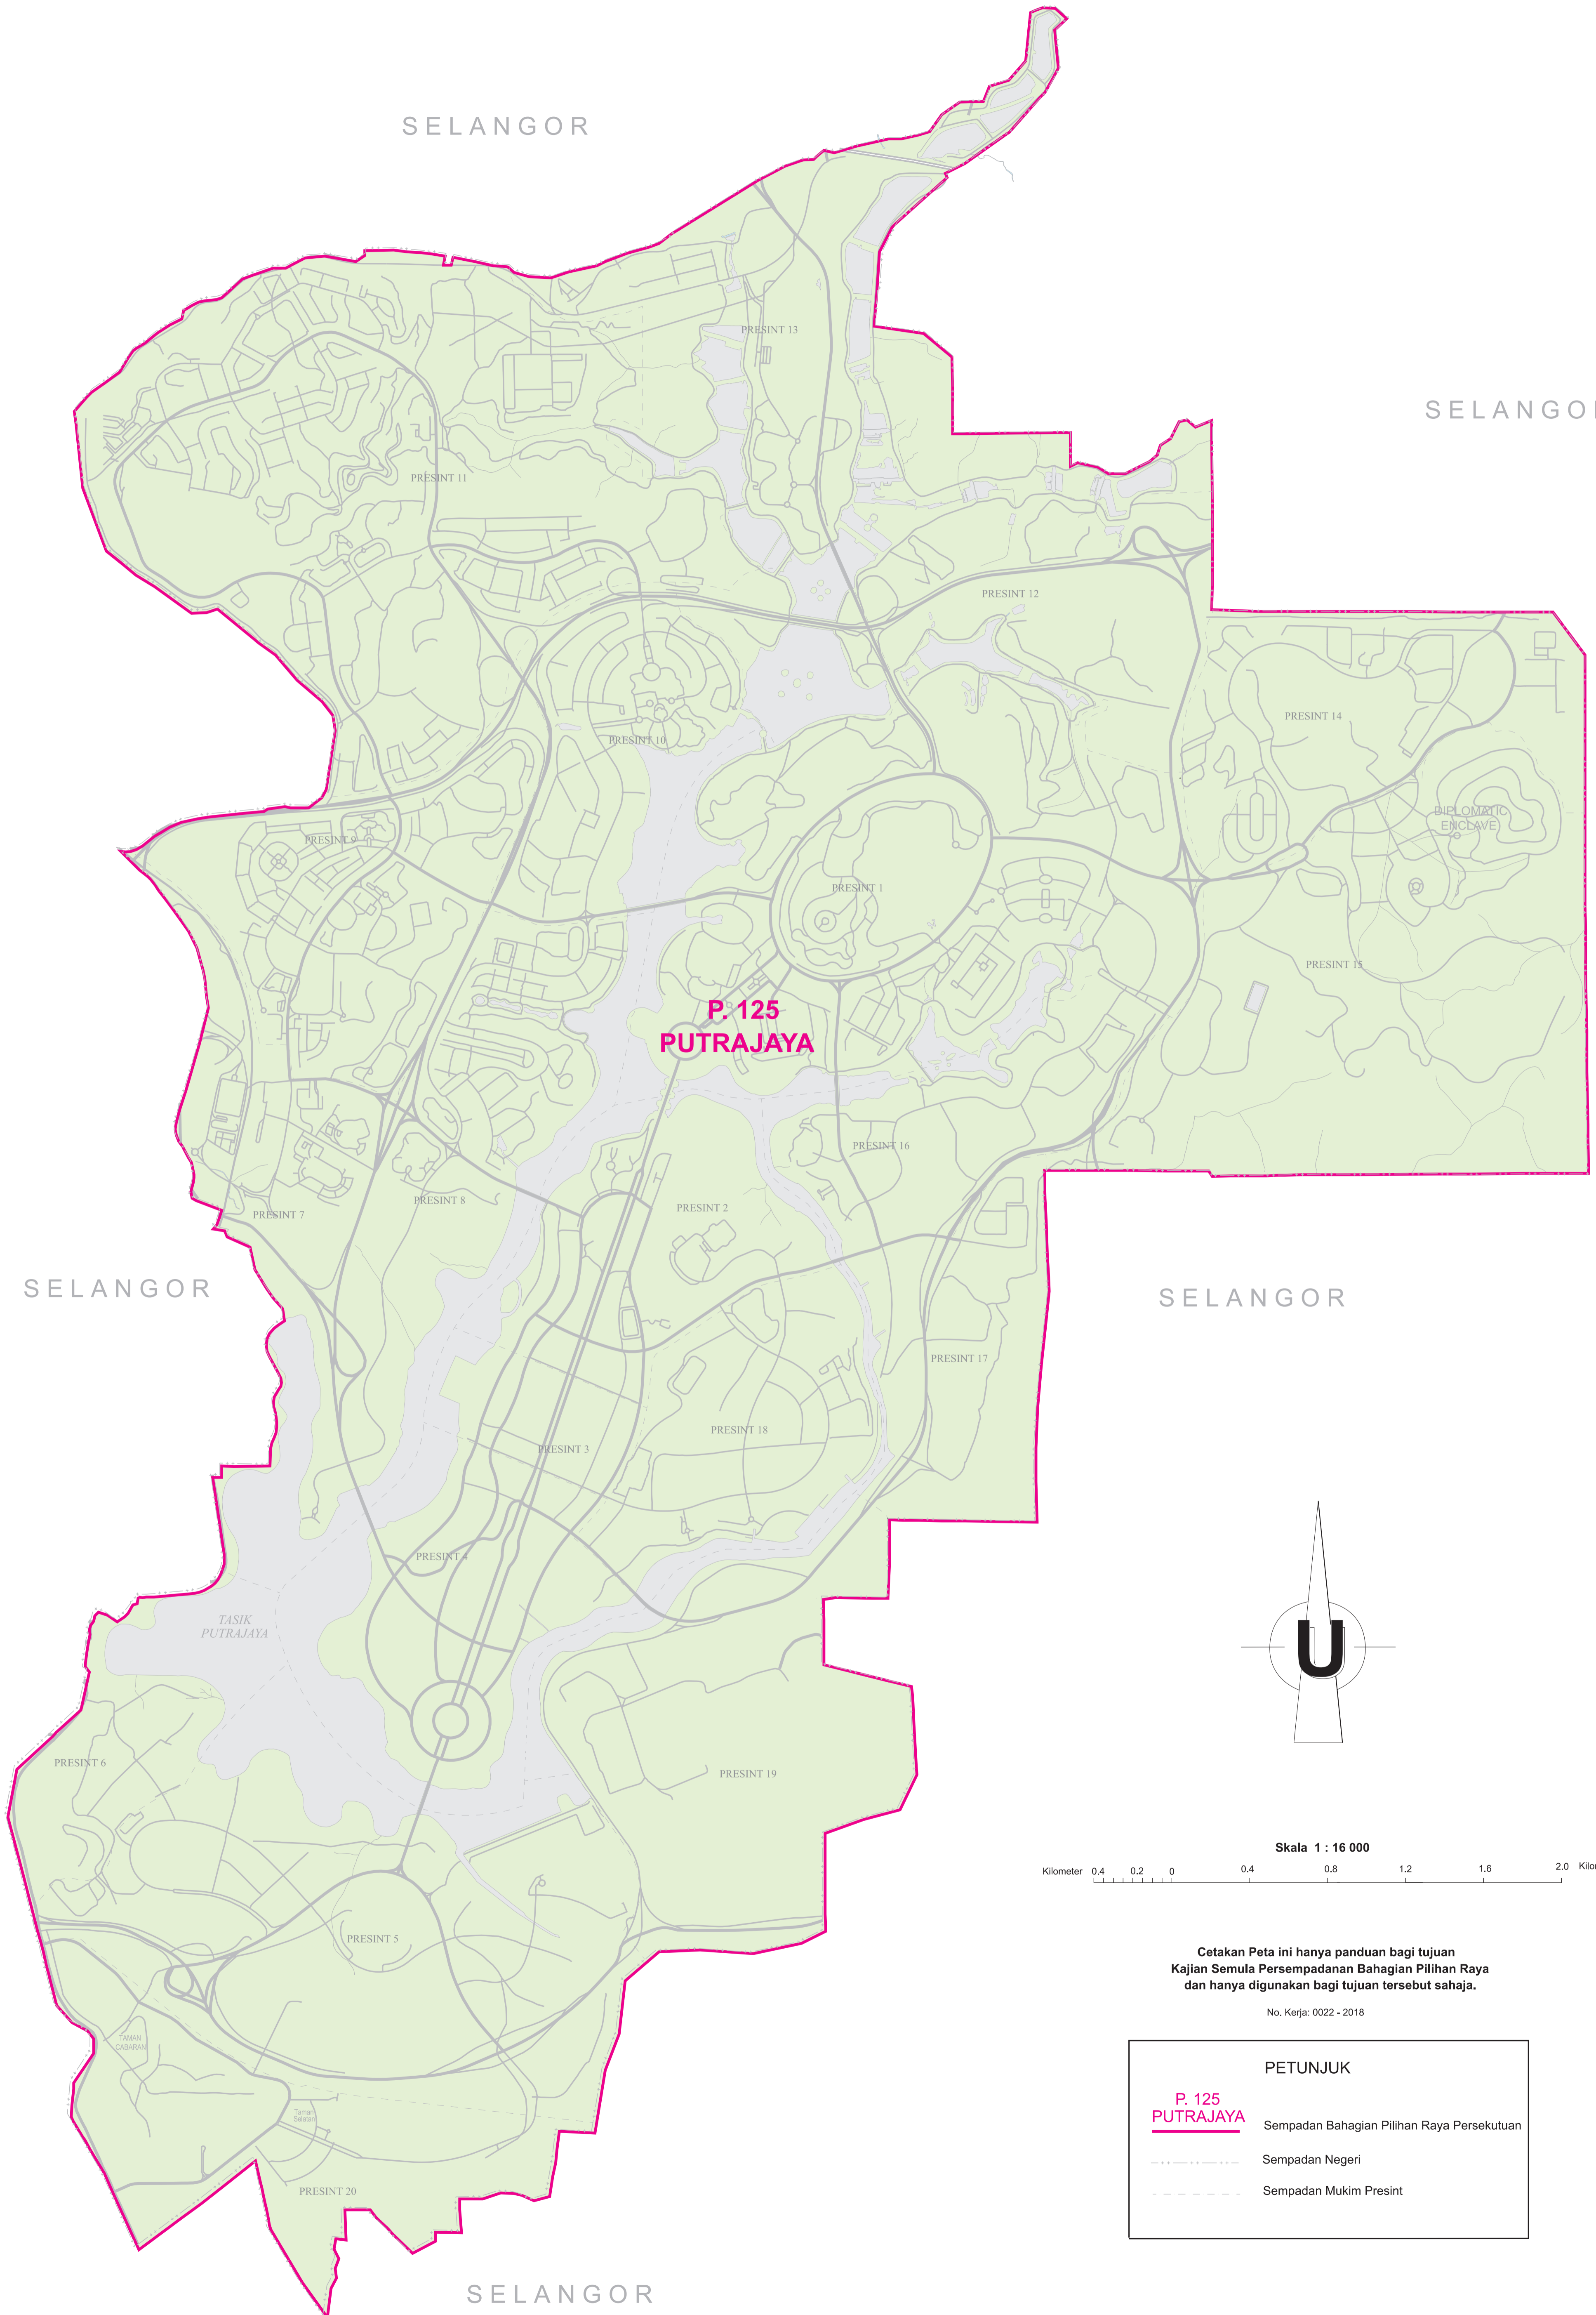 SELANGOR
SELANGO
PRESINT 13
PRESINT 11
PRESINT 12
PRESINT 14
PRESINT 10
DIPLOMATIC
ENCLAVE
PRESINT 9
PRESINT 1
PRESINT 15
P. 125
PUTRAJAYA
PRESINT 16
PRESINT 8
PRESINT 2
PRESINT 7
SELANGOR
SELANGOR
PRESINT 17
PRESINT 18
PRESINT 3
PRESINT 4
TASIK
PUTRAJAYA
U
PRESINT 6
PRESINT 19
Skala 1 : 16 000
Kilometer 0.4 0.2 0 0.4 0.8 1.2 1.6 2.0 Kilo
PRESINT 5
Cetakan Peta ini hanya panduan bagi tujuan
Kajian Semula Persempadanan Bahagian Pilihan Raya
dan hanya digunakan bagi tujuan tersebut sahaja.
No. Kerja: 0022 - 2018
TAMAN
CABARAN
Taman
Selatan
PRESINT 20
PETUNJUK
P. 125
PUTRAJAYA
Sempadan Bahagian Pilihan Raya Persekutuan
Sempadan Negeri
Sempadan Mukim Presint
SELANGOR